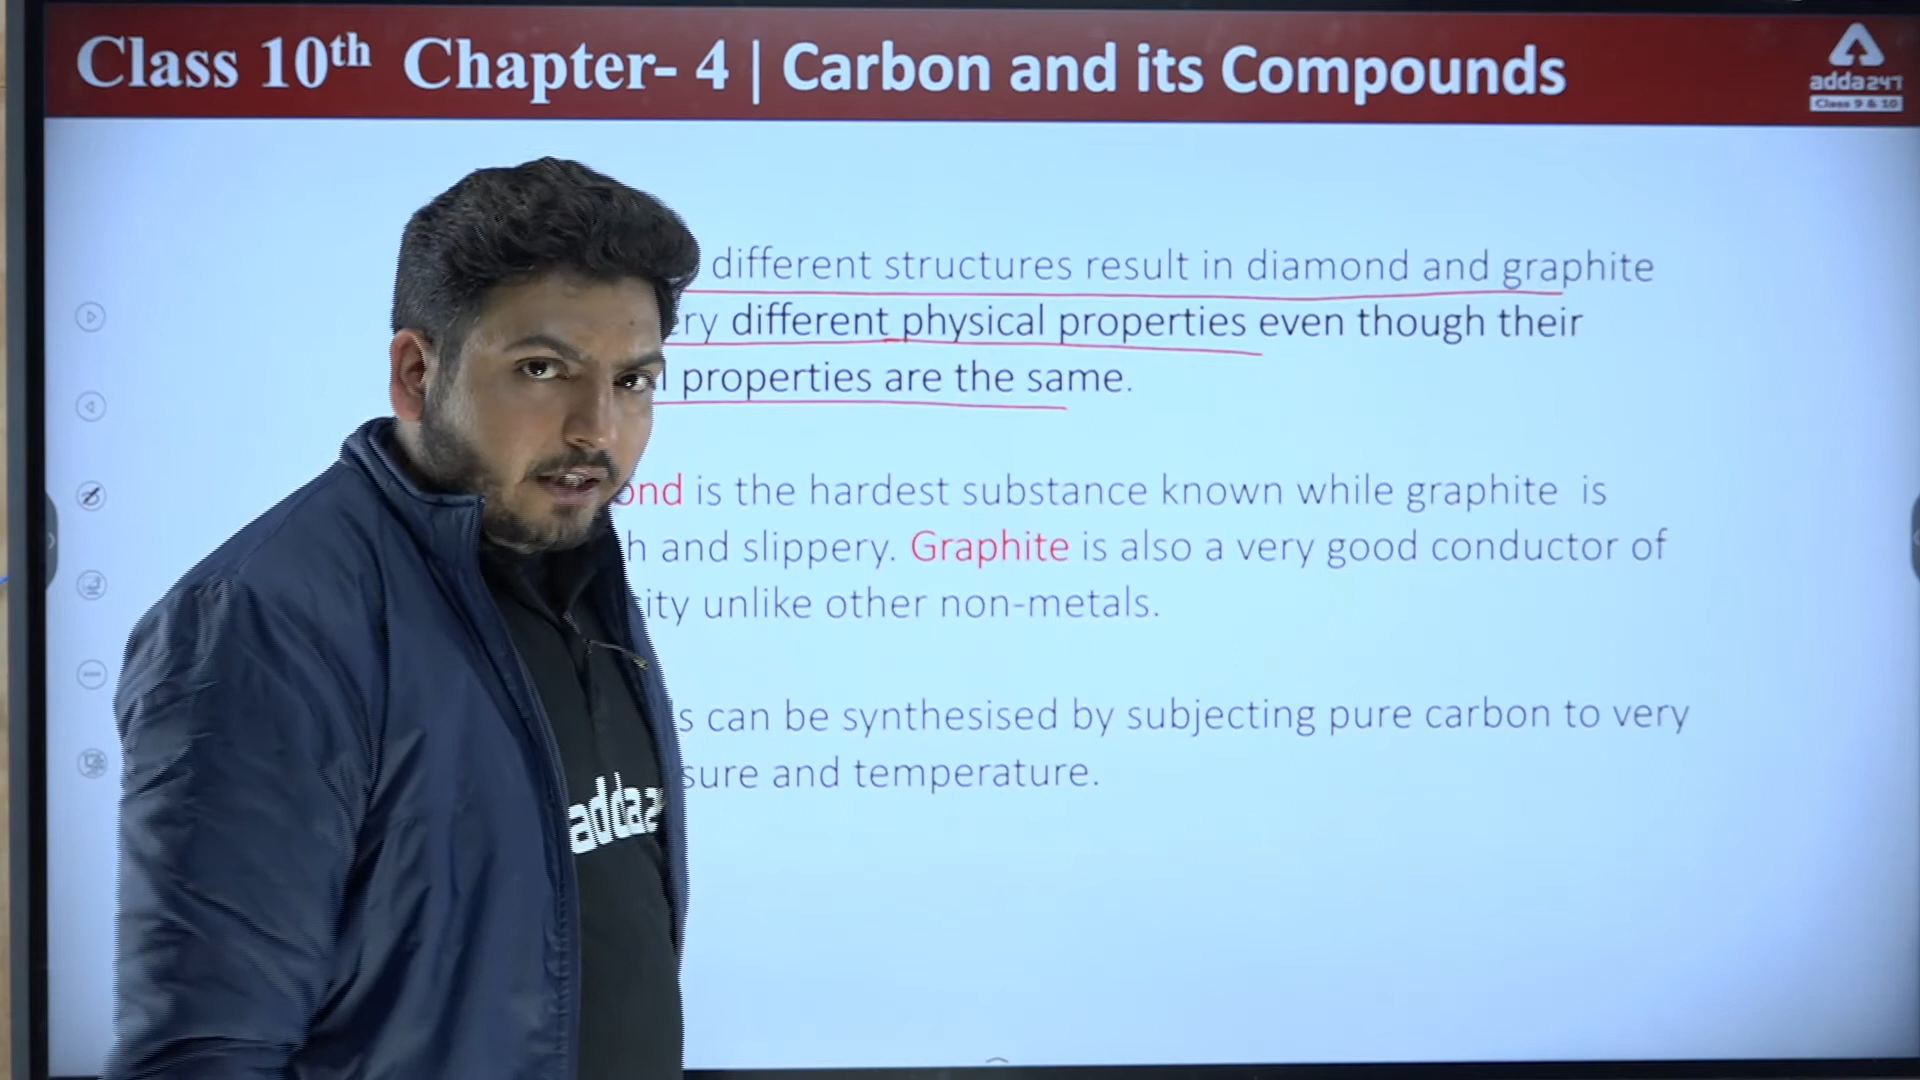 Class 10th Chapter- 4 | Carbon and its Compounds
adda247
Class 9 & 10
different structures result in diamond and graphite
ry different physical properties even though their
l properties are the same.
ond is the hardest substance known while graphite is
h and slippery. Graphite is also a very good conductor of
ity unlike other non-metals.
s can be synthesised by subjecting pure carbon to very
sure and temperature.
adda2